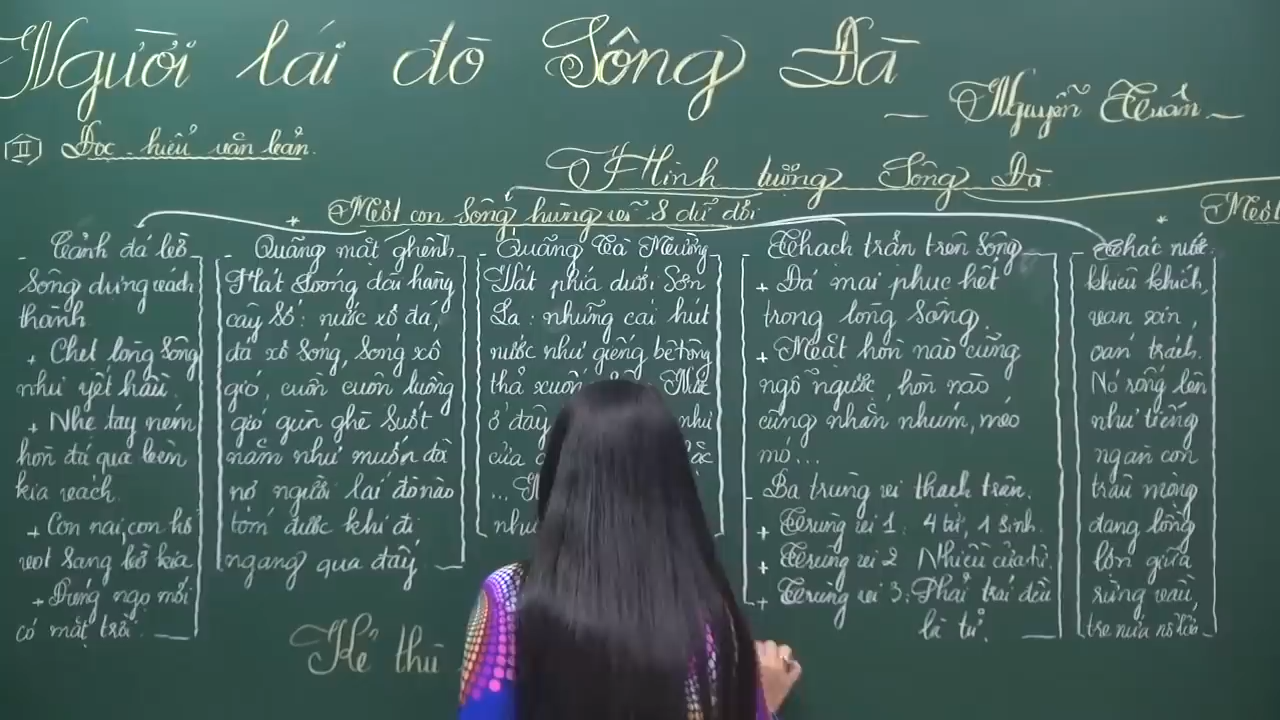 Người lái đò Sông Đà
— Nguyễn Tuân —
II Đọc - hiểu văn bản.
Hình tượng Sông Đà
* Một con sông hùng vĩ & dữ dội
* Một
- Cảnh đá bờ
sông dựng vách
thành.
+ Chẹt lòng sông
như yết hầu.
+ Nhẹ tay ném
hòn đá qua bên
kia vách.
+ Con nai, con hổ
vọt sang bờ kia
+ Đứng ngọ mới
có mặt trời.
- Quãng mặt ghềnh
Hát Loóng dài hàng
cây số: nước xô đá,
đá xô sóng, sóng xô
gió, cuồn cuộn luồng
gió gùn ghè suốt
năm như muốn đòi
nợ người lái đò nào
tóm được khi đi
ngang qua đây.
- Quãng Tà Mường
Vát phía dưới Sơn
La: những cái hút
nước như giếng bê tông
thả xuống
ở đây như
của
...
như
- Thạch trận trên sông
+ Đá mai phục hết
trong lòng sông.
+ Mặt hòn nào cũng
ngỗ ngược, hòn nào
cũng nhăn nhúm, méo
mó...
- Ba trùng vi thạch trận.
+ Trùng vi 1: 4 tử, 1 sinh.
+ Trùng vi 2 Nhiều cửa tử.
+ Trùng vi 3: Phải trái đều
là tử.
- Thác nước
khiêu khích,
van xin,
oán trách.
Nó rống lên
như tiếng
ngàn con
trâu mộng
đang lồng
lộn giữa
rừng vầu,
tre nứa nổ lửa
Kẻ thù